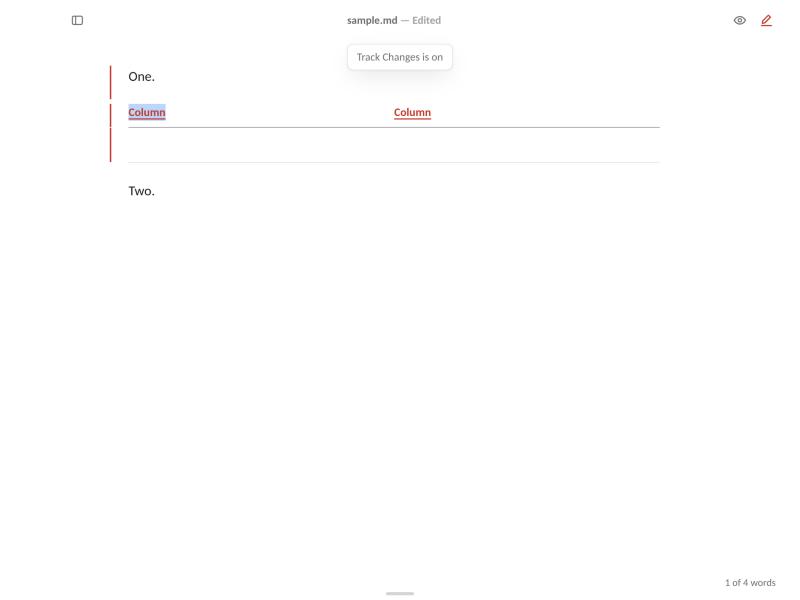 sample.md — Edited
Track Changes is on
One.
Column Column
Two.
1 of 4 words